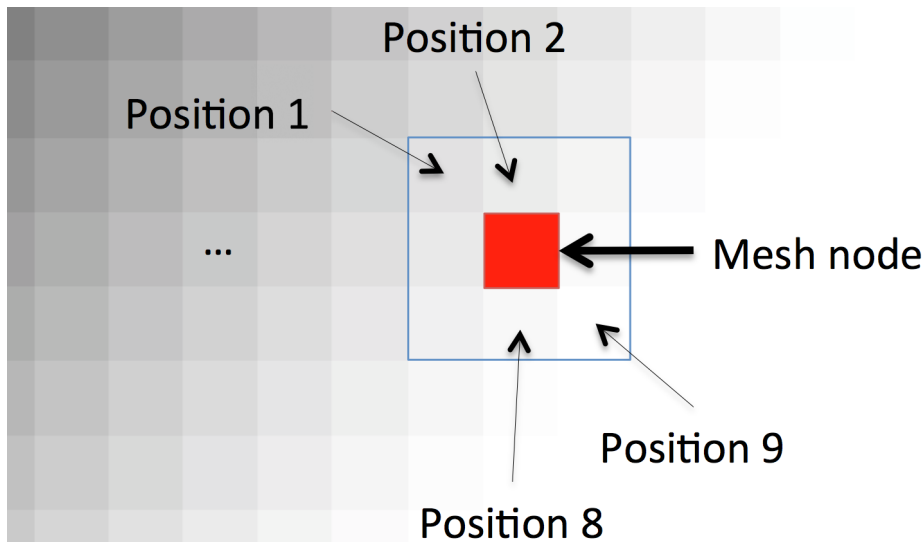 Position 2
Position 1
...
Mesh node
Position 9
Position 8